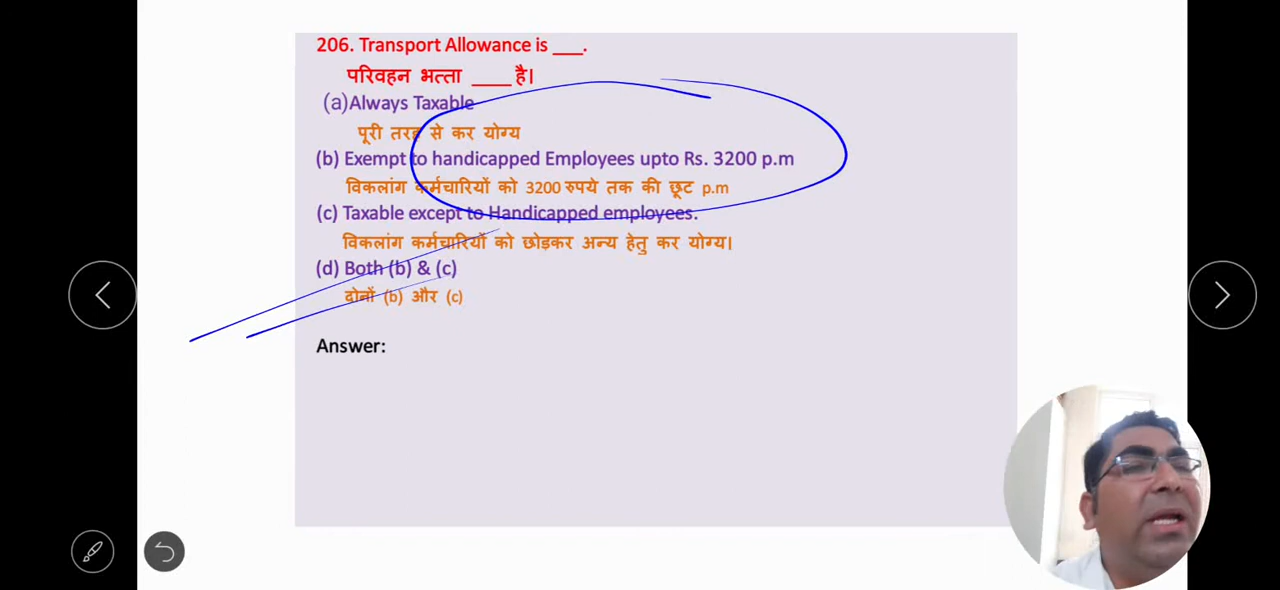 206. Transport Allowance is ___.
परिवहन भत्ता ____ है।
(a)Always Taxable
पूरी तरह से कर योग्य
(b) Exempt to handicapped Employees upto Rs. 3200 p.m
विकलांग कर्मचारियों को 3200 रुपये तक की छूट p.m
(c) Taxable except to Handicapped employees.
विकलांग कर्मचारियों को छोड़कर अन्य हेतु कर योग्य।
(d) Both (b) & (c)
दोनों (b) और (c)
Answer: